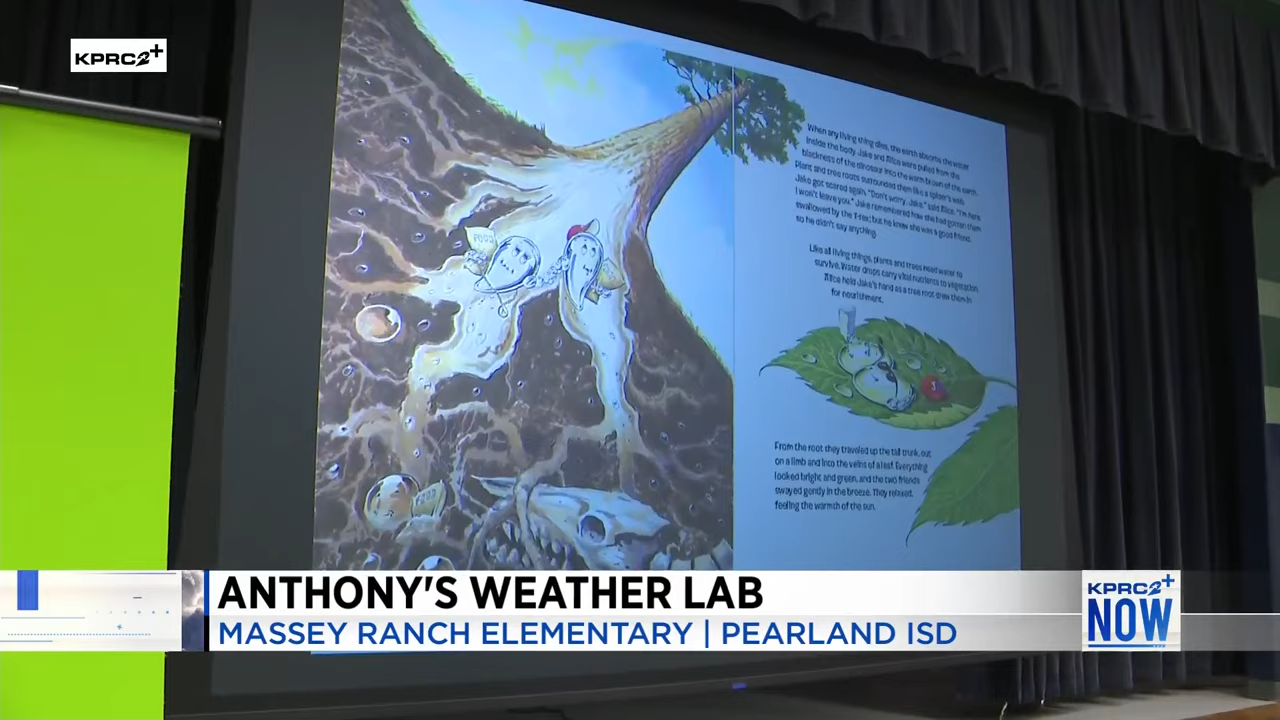 KPRC2+
When any living thing dies, the earth absorbs the water
inside the body. Jake and Alice were pulled from the
blackness of the dinosaur into the warm brown of the earth.
Plant and tree roots surrounded them like a spider's web.
Jake got scared again. "Don't worry, Jake," said Alice. "I'm here.
I won't leave you." Jake remembered how she had gotten them
swallowed by the T-rex; but he knew she was a good friend,
so he didn't say anything.
Like all living things, plants and trees need water to
survive. Water drops carry vital nutrients to vegetation.
Alice held Jake's hand as a tree root drew them in
for nourishment.
FOOD
J
From the root they traveled up the tall trunk, out
on a limb and into the veins of a leaf. Everything
looked bright and green, and the two friends
swayed gently in the breeze. They relaxed,
feeling the warmth of the sun.
FOOD
ANTHONY'S WEATHER LAB
MASSEY RANCH ELEMENTARY | PEARLAND ISD
KPRC2+
NOW